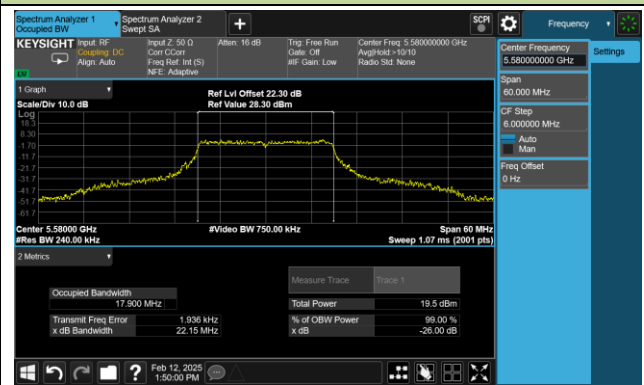 Spectrum Analyzer 1
Occupied BW
Spectrum Analyzer 2
Swept SA
+
SCPI
Frequency
KEYSIGHT
Input: RF
Coupling: DC
Align: Auto
Input Z: 50 Ω
Corr CCorr
Freq Ref: Int (S)
NFE: Adaptive
Atten: 16 dB
Trig: Free Run
Gate: Off
#IF Gain: Low
Center Freq: 5.580000000 GHz
Avg|Hold:>10/10
Radio Std: None
Center Frequency
5.580000000 GHz
Settings
Span
60.000 MHz
CF Step
6.000000 MHz
Auto
Man
Freq Offset
0 Hz
1 Graph
Scale/Div 10.0 dB
Ref Lvl Offset 22.30 dB
Ref Value 28.30 dBm
Log
18.3
8.30
-1.70
-11.7
-21.7
-31.7
-41.7
-51.7
-61.7
Center 5.58000 GHz
#Res BW 240.00 kHz
#Video BW 750.00 kHz
Span 60 MHz
Sweep 1.07 ms (2001 pts)
2 Metrics
Measure Trace
Trace 1
Occupied Bandwidth
17.900 MHz
Total Power
19.5 dBm
Transmit Freq Error
1.936 kHz
% of OBW Power
99.00 %
x dB Bandwidth
22.15 MHz
x dB
-26.00 dB
?
Feb 12, 2025
1:50:00 PM